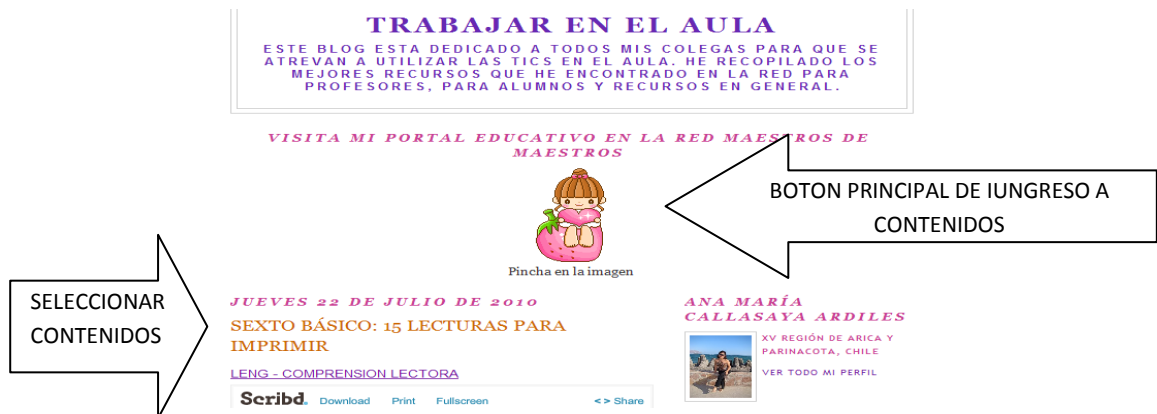 TRABAJAR EN EL AULA
ESTE BLOG ESTA DEDICADO A TODOS MIS COLEGAS PARA QUE SE
ATREVAN A UTILIZAR LAS TICS EN EL AULA. HE RECOPILADO LOS
MEJORES RECURSOS QUE HE ENCONTRADO EN LA RED PARA
PROFESORES, PARA ALUMNOS Y RECURSOS EN GENERAL.
VISITA MI PORTAL EDUCATIVO EN LA RED MAESTROS DE
MAESTROS
BOTON PRINCIPAL DE IUNGRESO A
CONTENIDOS
Pincha en la imagen
SELECCIONAR
CONTENIDOS
JUEVES 22 DE JULIO DE 2010
SEXTO BÁSICO: 15 LECTURAS PARA
IMPRIMIR
LENG - COMPRENSION LECTORA
Scribd. Download Print Fullscreen <> Share
ANA MARÍA
CALLASAYA ARDILES
XV REGIÓN DE ARICA Y
PARINACOTA, CHILE
VER TODO MI PERFIL